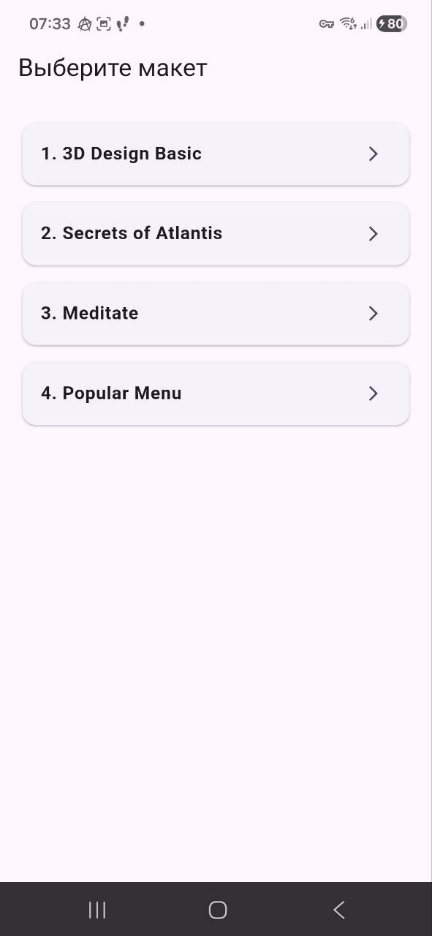 07:33
80
Выберите макет
1. 3D Design Basic
2. Secrets of Atlantis
3. Meditate
4. Popular Menu